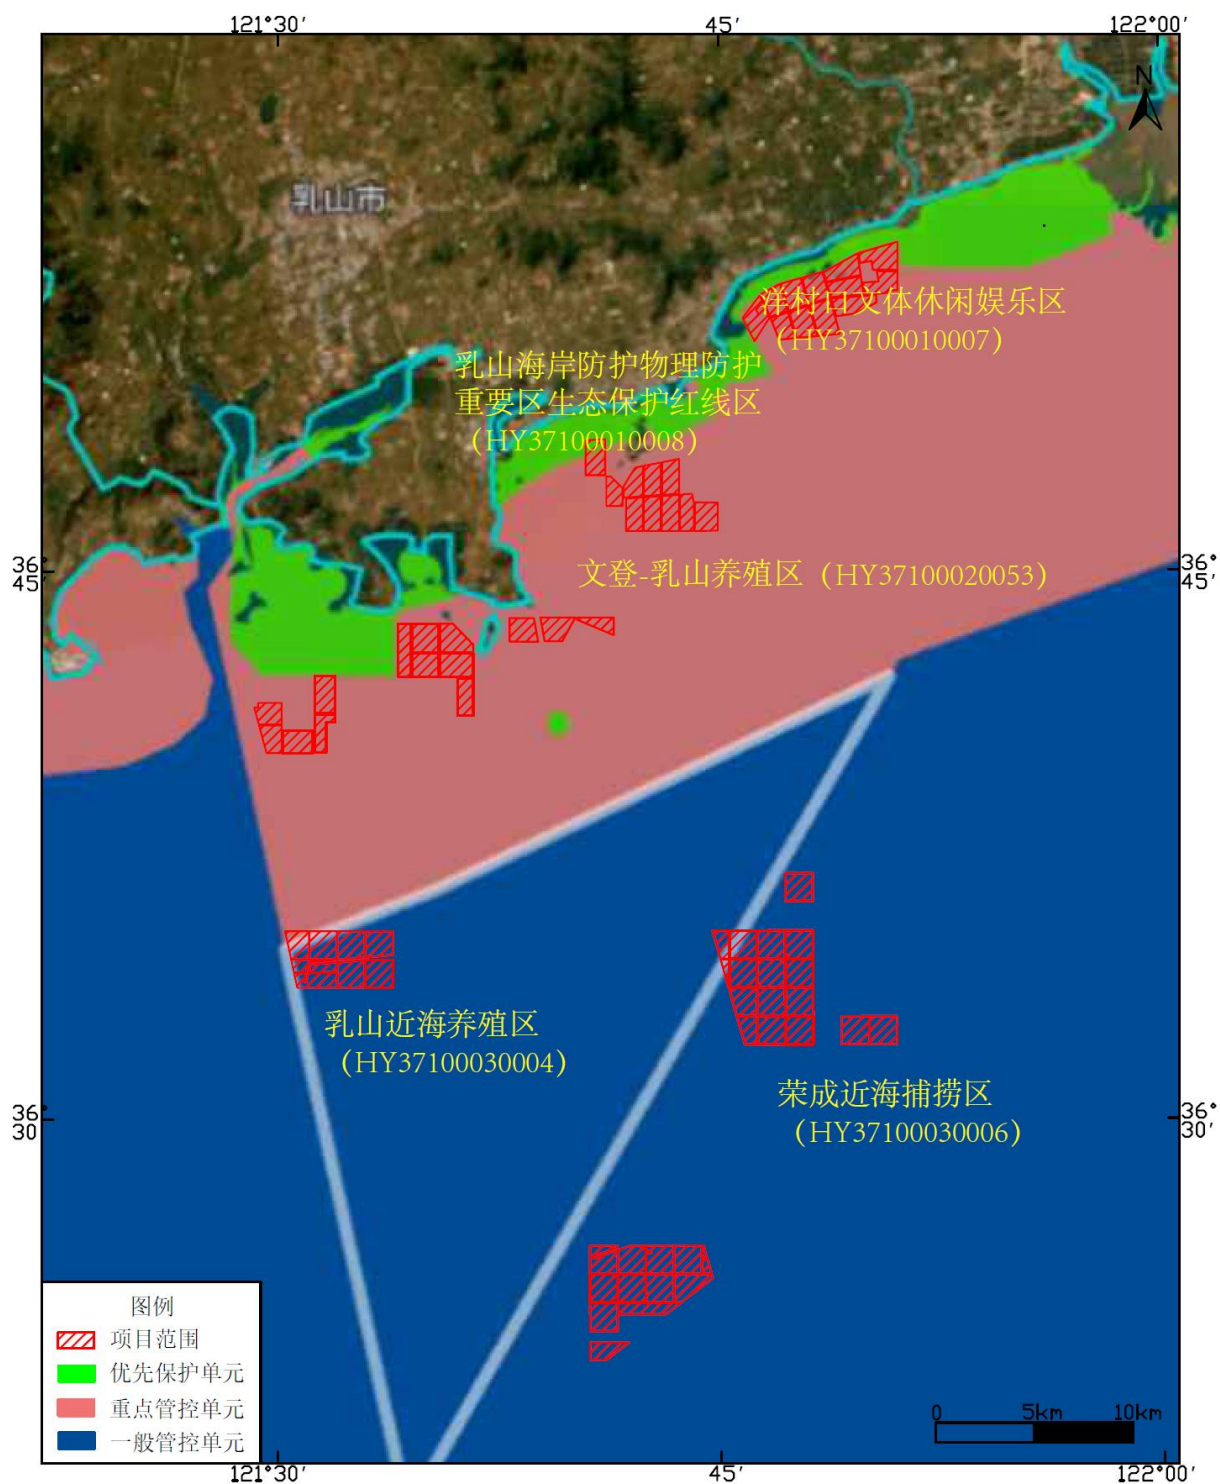 121°30′
45′
122°00′
N
乳山市
洋村口文体休闲娱乐区
（HY37100010007）
乳山海岸防护物理防护
重要区生态保护红线区
（HY37100010008）
36°
45′
36°
45′
文登-乳山养殖区（HY37100020053）
乳山近海养殖区
（HY37100030004）
荣成近海捕捞区
（HY37100030006）
36°
30′
36°
30′
图例
项目范围
优先保护单元
重点管控单元
一般管控单元
0 5km 10km
121°30′
45′
122°00′